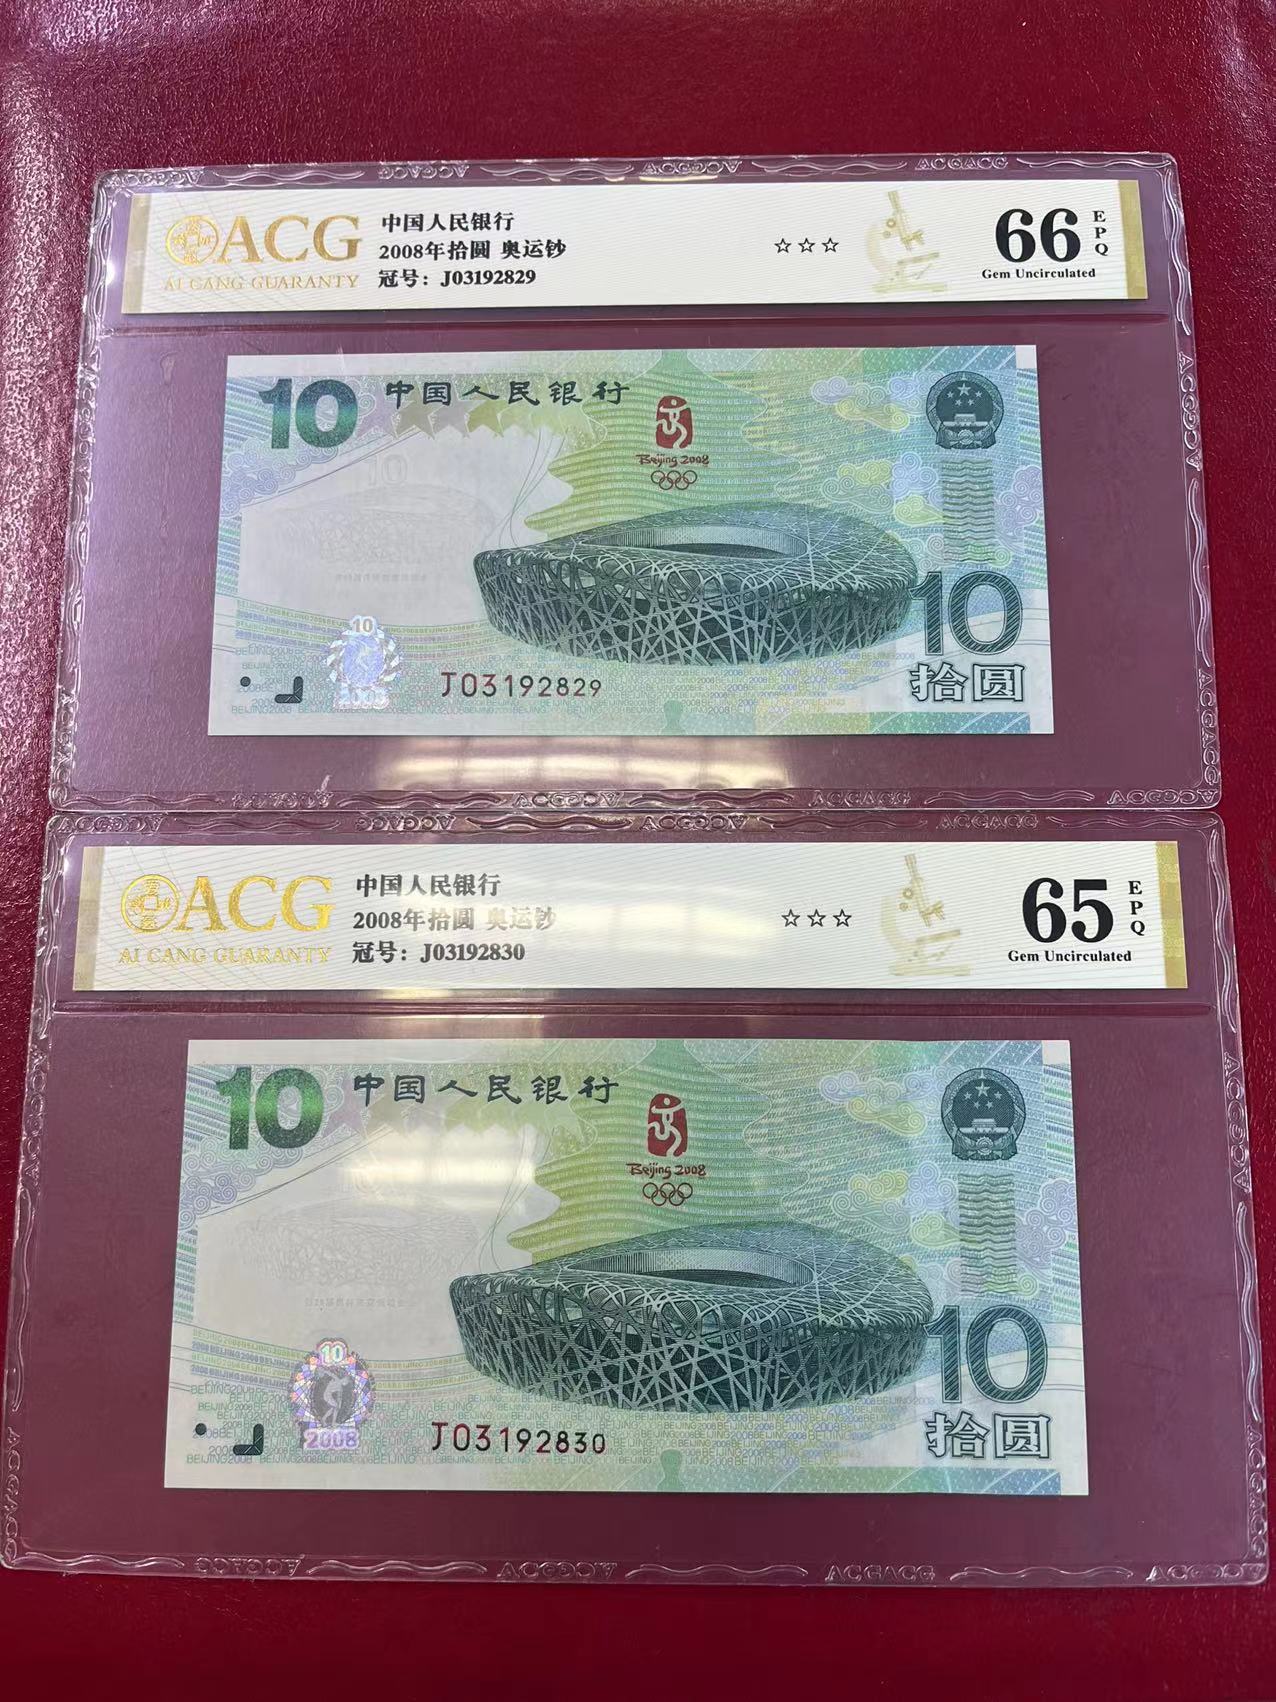 ACG
AI CANG GUARANTY
中国人民银行
2008年拾圆 奥运钞
冠号：J03192829
☆☆☆
66
EPQ
Gem Uncirculated
10
中国人民银行
Beijing 2008
10
10
2008
J03192829
10
拾圆
ACG
AI CANG GUARANTY
中国人民银行
2008年拾圆 奥运钞
冠号：J03192830
☆☆☆
65
EPQ
Gem Uncirculated
10
中国人民银行
Beijing 2008
10
2008
J03192830
10
拾圆